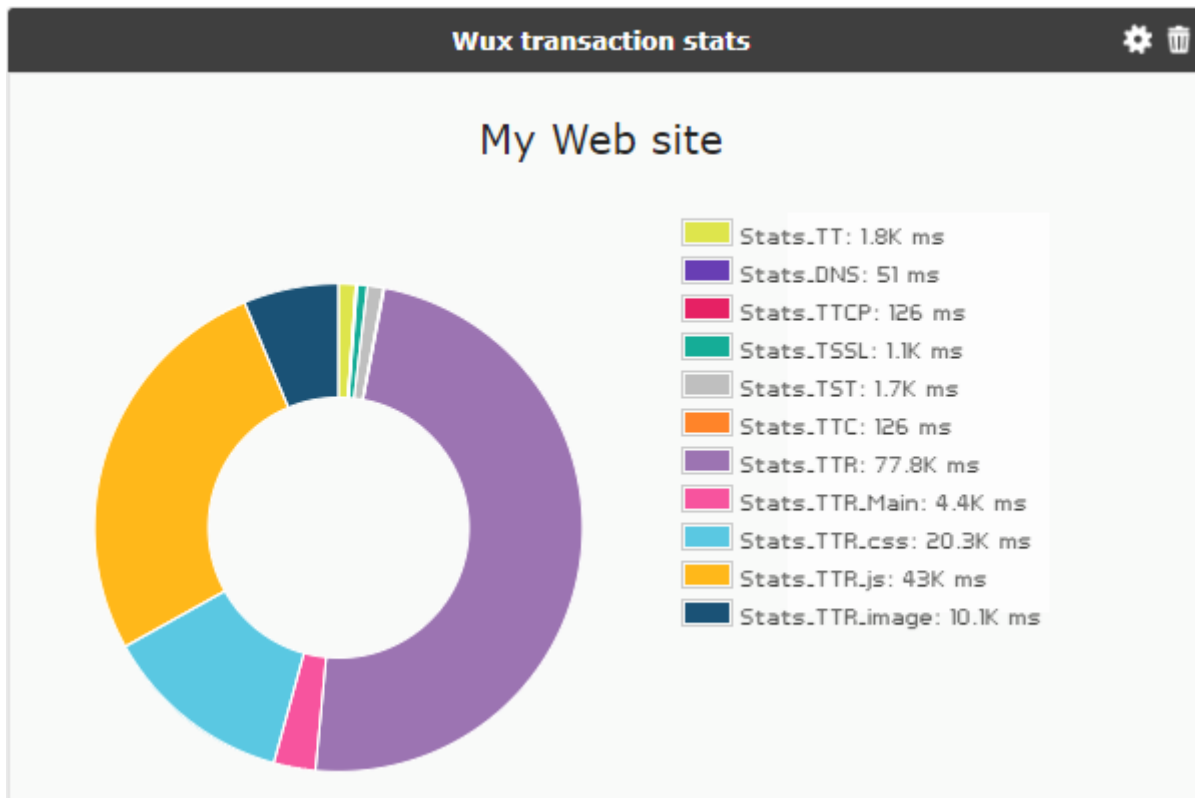 Wux transaction stats
My Web site
Stats_TT: 1.8K ms
Stats_DNS: 51 ms
Stats_TTCP: 126 ms
Stats_TSSL: 1.1K ms
Stats_TST: 1.7K ms
Stats_TTC: 126 ms
Stats_TTR: 77.8K ms
Stats_TTR_Main: 4.4K ms
Stats_TTR_css: 20.3K ms
Stats_TTR_js: 43K ms
Stats_TTR_image: 10.1K ms